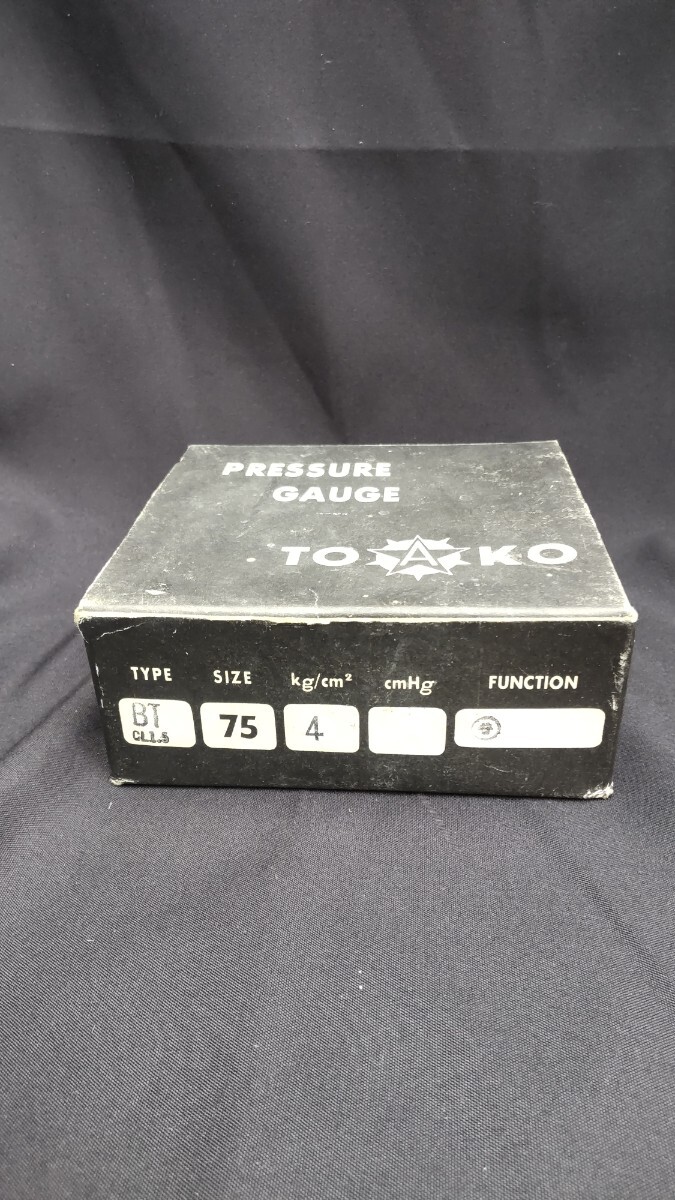 PRESSURE
GAUGE
TOAKO
TYPE SIZE kg/cm² cmHg FUNCTION
BT 75 4
CL1.5